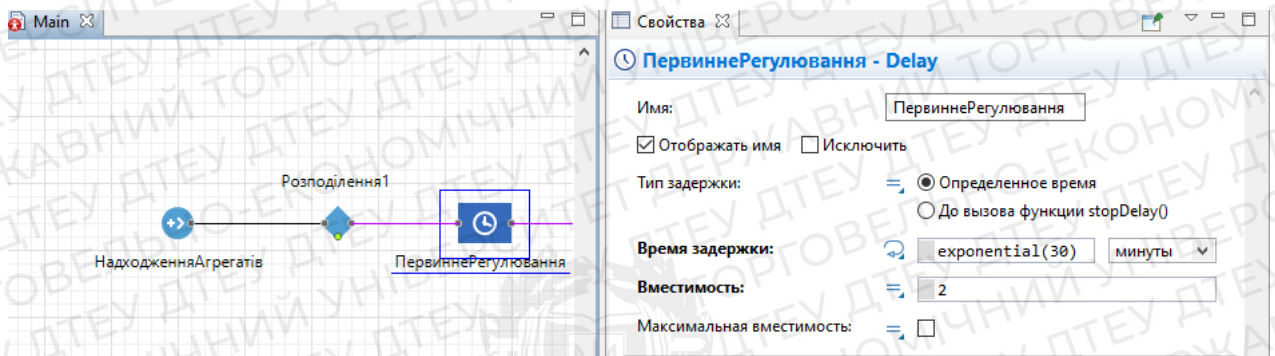 Main
Свойства
ПервиннеРегулювання - Delay
Имя: ПервиннеРегулювання
Отображать имя Исключить
Розподілення1
Тип задержки: Определенное время
До вызова функции stopDelay()
НадходженняАгрегатів ПервиннеРегулювання
Время задержки: exponential(30) минуты
Вместимость: 2
Максимальная вместимость: